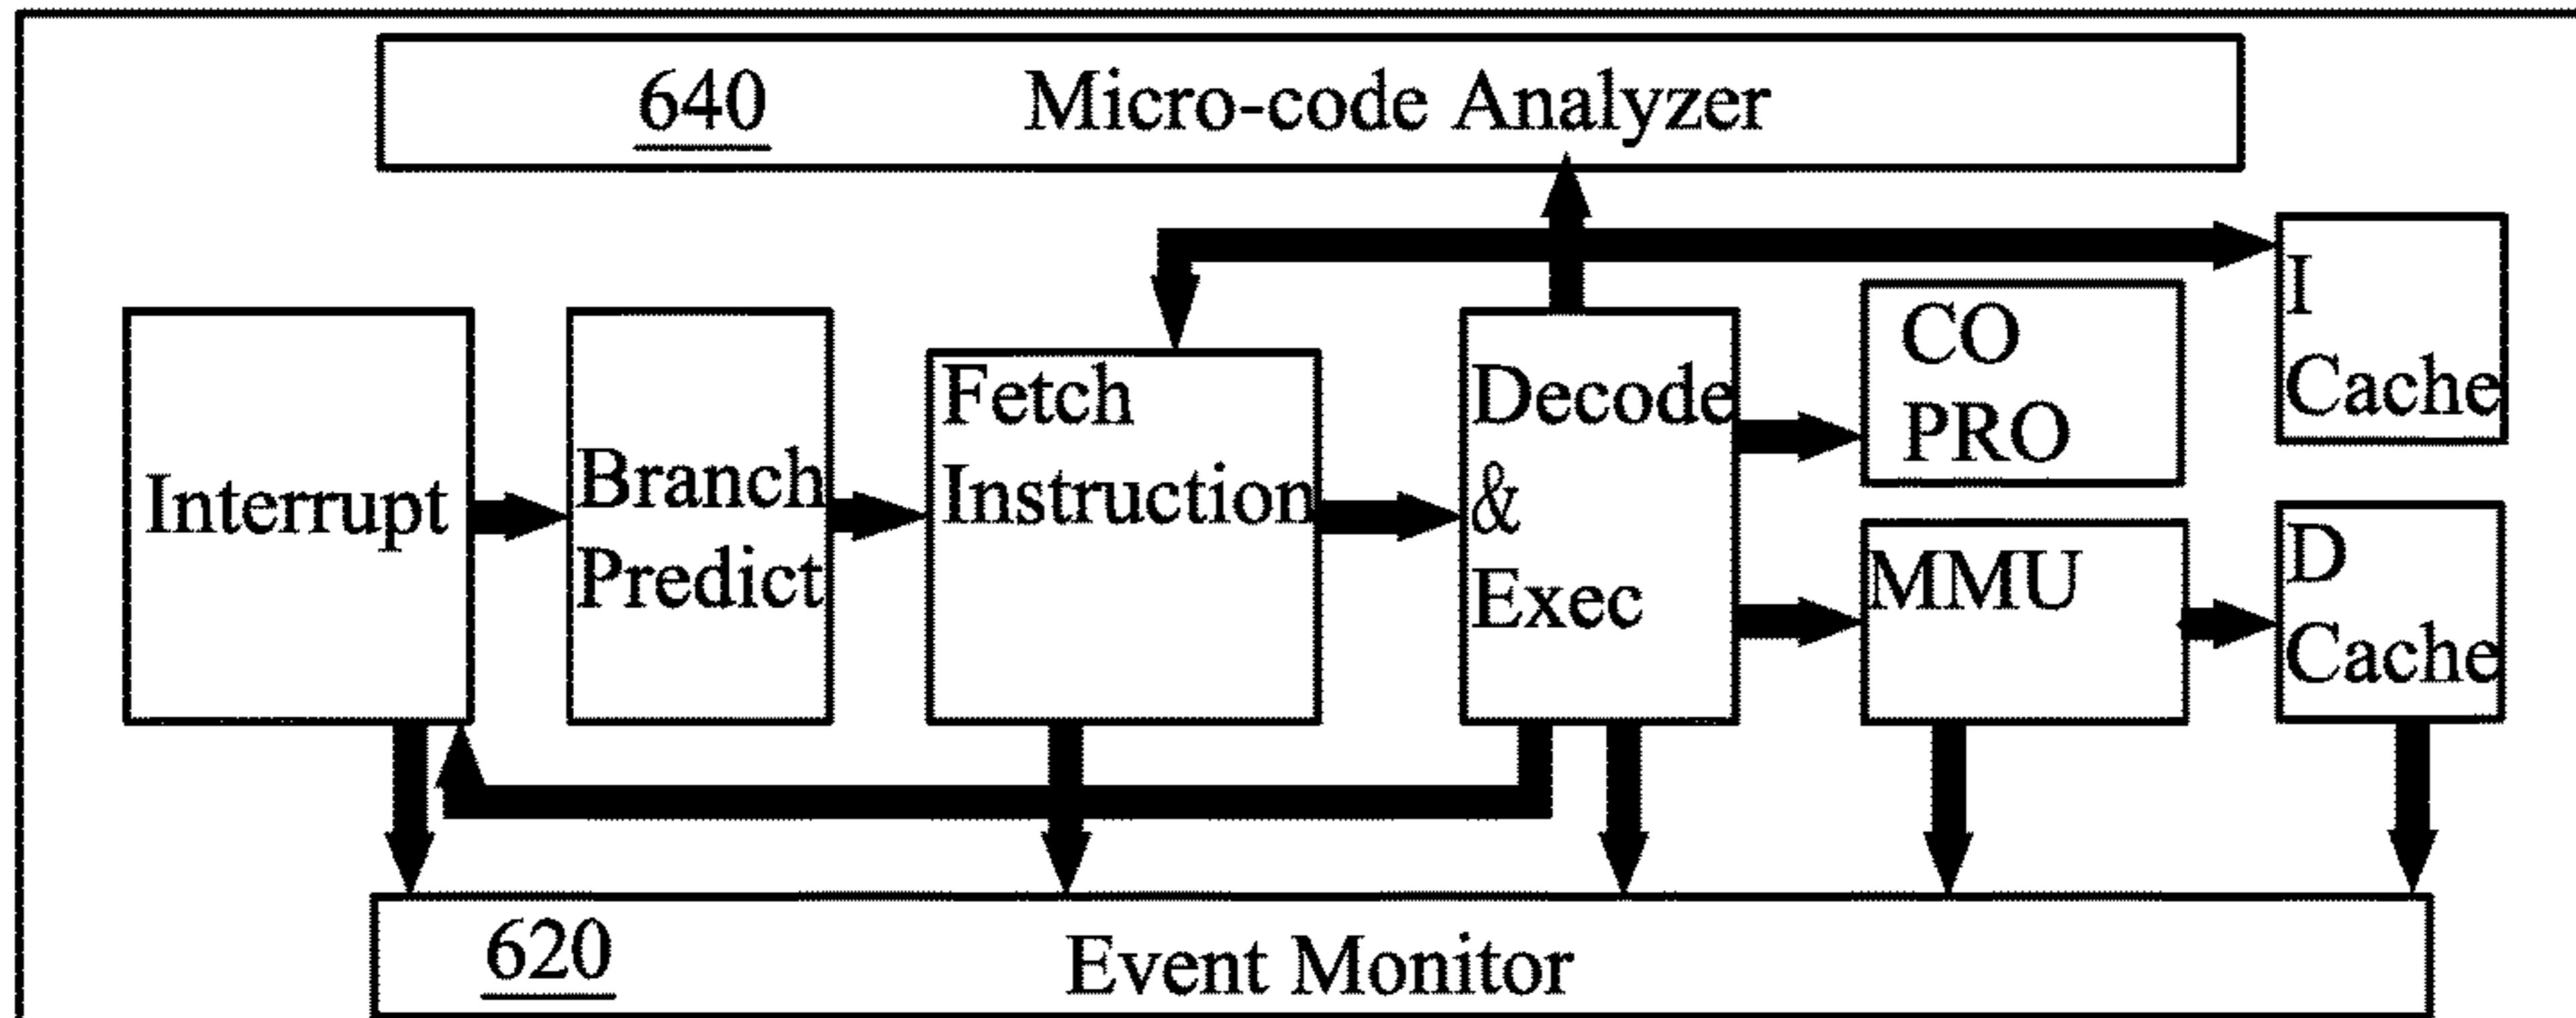 640 Micro-code Analyzer
Interrupt
Branch
Predict
Fetch
Instruction
Decode
&
Exec
CO
PRO
MMU
I
Cache
D
Cache
620 Event Monitor